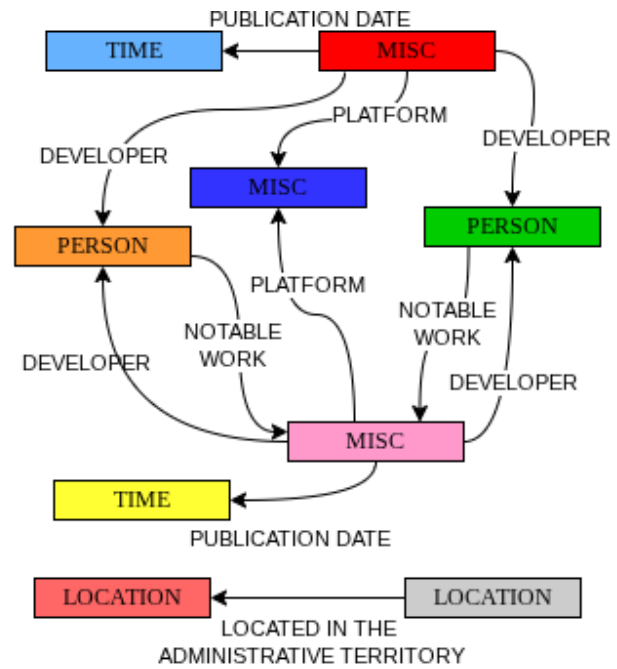 PUBLICATION DATE
TIME
MISC
PLATFORM
DEVELOPER
DEVELOPER
MISC
PERSON
PERSON
PLATFORM
NOTABLE
WORK
NOTABLE
WORK
DEVELOPER
DEVELOPER
MISC
TIME
PUBLICATION DATE
LOCATION
LOCATION
LOCATED IN THE
ADMINISTRATIVE TERRITORY